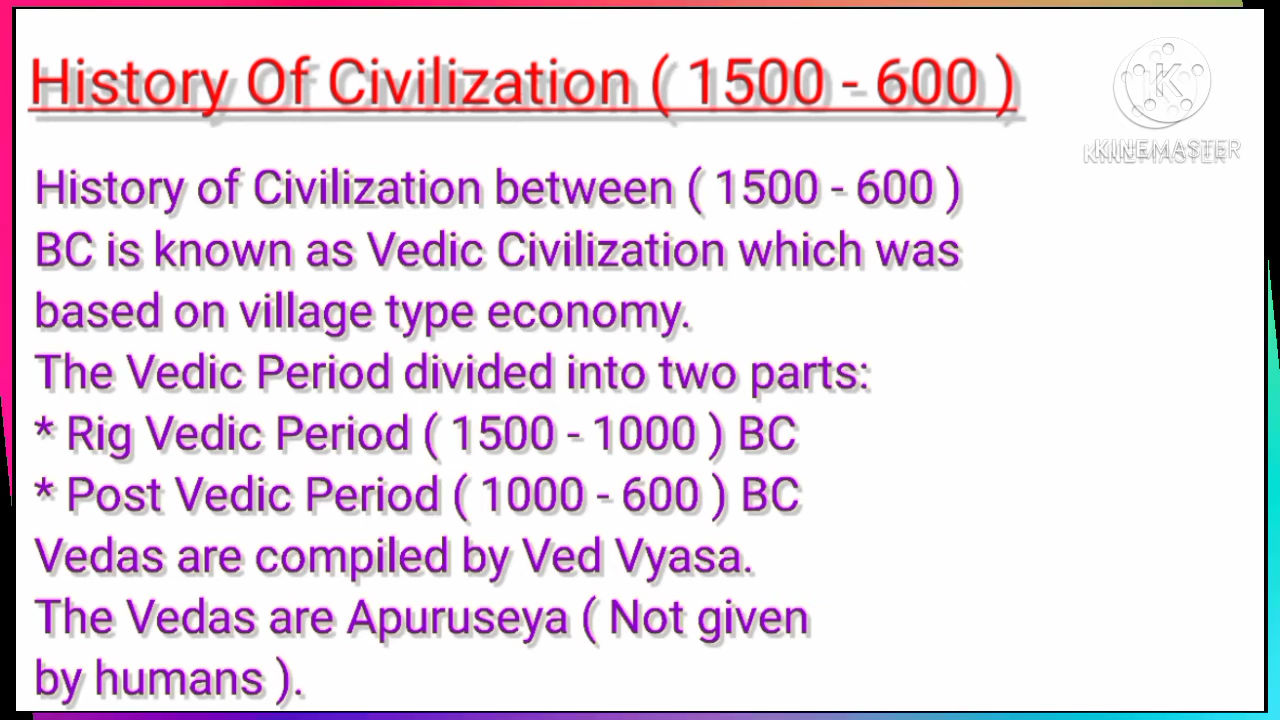 History Of Civilization ( 1500 - 600 )
KINEMASTER
History of Civilization between ( 1500 - 600 )
BC is known as Vedic Civilization which was
based on village type economy.
The Vedic Period divided into two parts:
* Rig Vedic Period ( 1500 - 1000 ) BC
* Post Vedic Period ( 1000 - 600 ) BC
Vedas are compiled by Ved Vyasa.
The Vedas are Apuruseya ( Not given
by humans ).